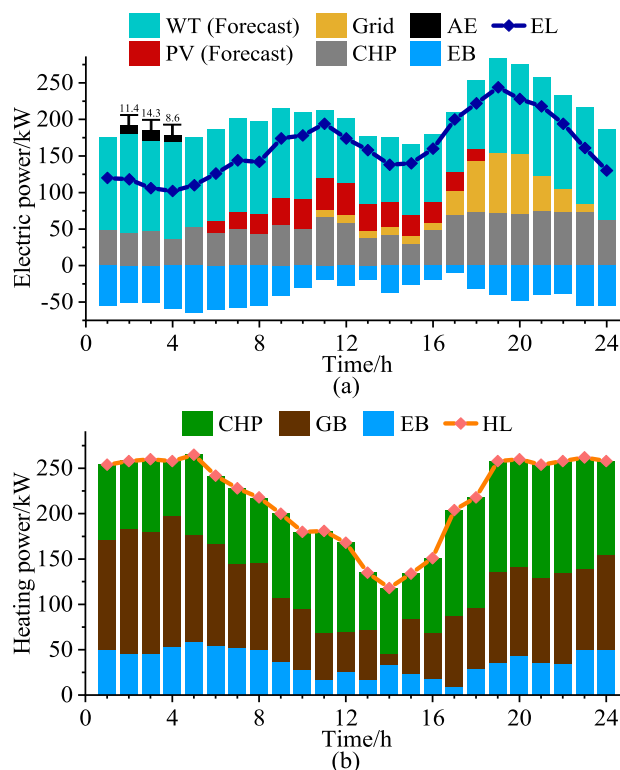 WT (Forecast) Grid AE EL
PV (Forecast) CHP EB
Electric power/kW
250
200
150
100
50
0
-50
11.4 14.3 8.6
0 4 8 12 16 20 24
Time/h
(a)
CHP GB EB HL
Heating power/kW
250
200
150
100
50
0
0 4 8 12 16 20 24
Time/h
(b)